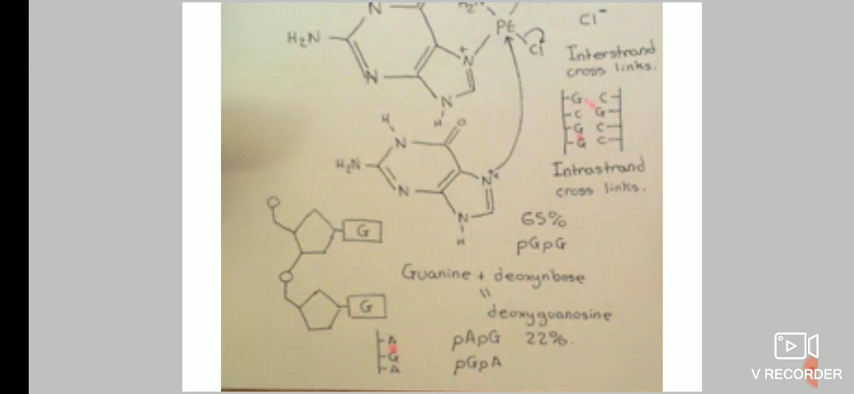 N
H₂N
Pt
Cl⁻
H₂N
Cl
N
+
N
Interstrand
cross links.
N
H
G C
C G
G C
G C
H
N
O
H₂N
N
N
Intrastrand
cross links.
N
H
65%
pGpG
G
Guanine + deoxyribose
=
deoxyguanosine
G
A
G
A
pApG 22%.
pGpA
V RECORDER